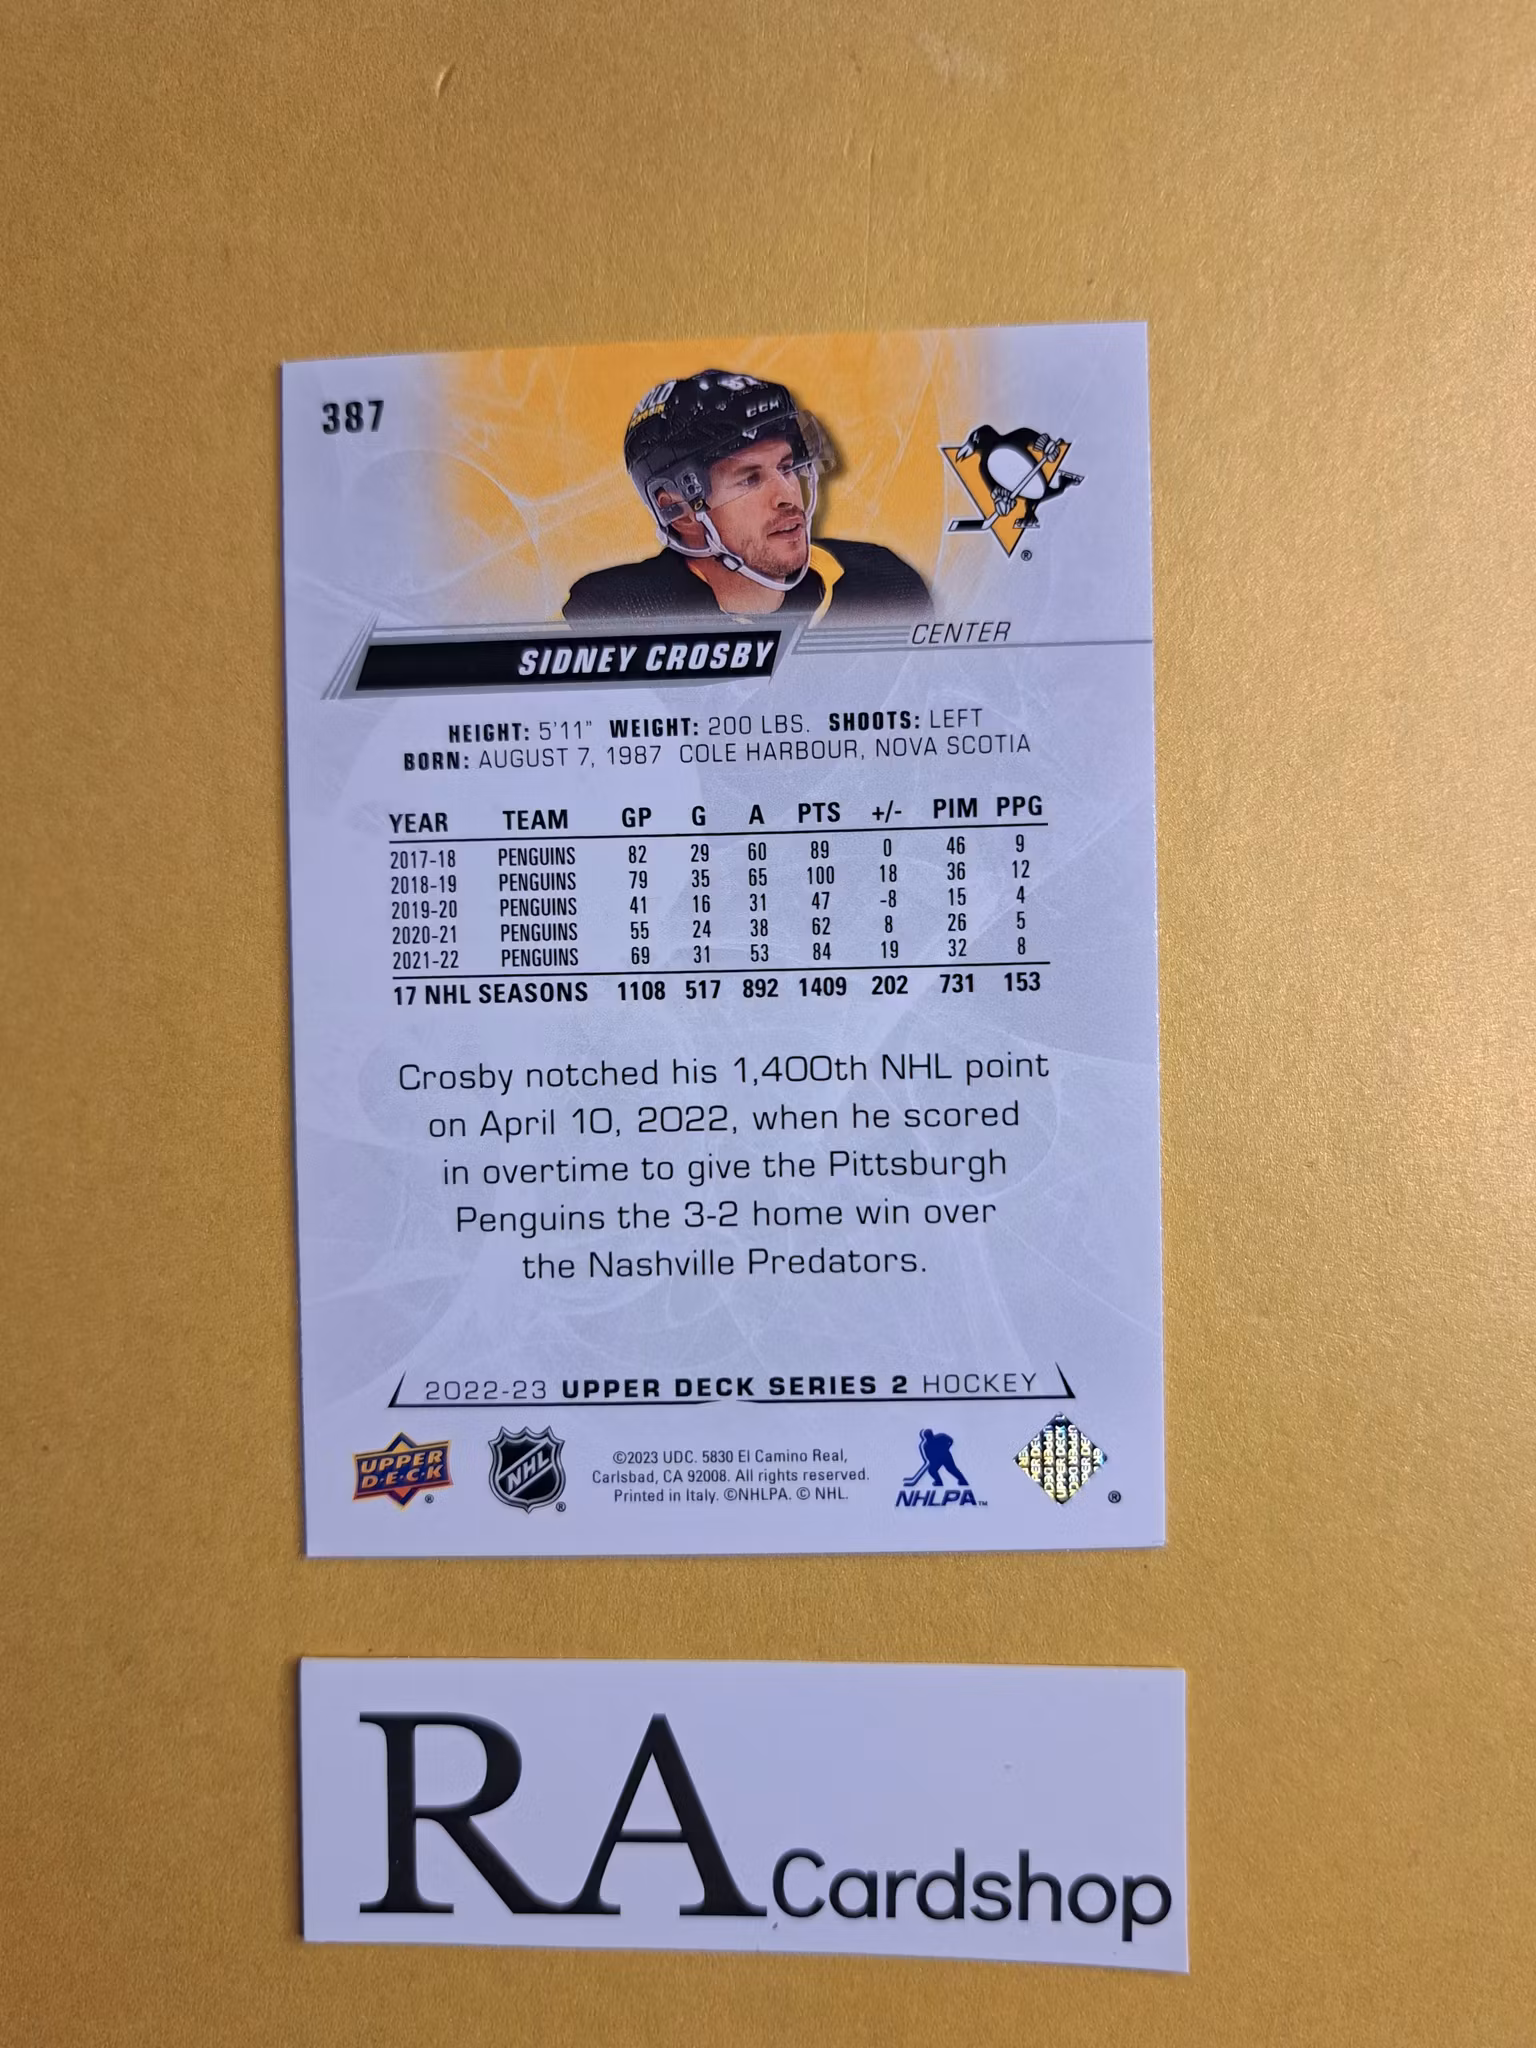 387
CCM
®
CENTER
SIDNEY CROSBY
HEIGHT: 5'11" WEIGHT: 200 LBS. SHOOTS: LEFT
BORN: AUGUST 7, 1987 COLE HARBOUR, NOVA SCOTIA
YEAR TEAM GP G A PTS +/- PIM PPG
2017-18 PENGUINS 82 29 60 89 0 46 9
2018-19 PENGUINS 79 35 65 100 18 36 12
2019-20 PENGUINS 41 16 31 47 -8 15 4
2020-21 PENGUINS 55 24 38 62 8 26 5
2021-22 PENGUINS 69 31 53 84 19 32 8
17 NHL SEASONS 1108 517 892 1409 202 731 153
Crosby notched his 1,400th NHL point
on April 10, 2022, when he scored
in overtime to give the Pittsburgh
Penguins the 3-2 home win over
the Nashville Predators.
2022-23 UPPER DECK SERIES 2 HOCKEY
UPPER
D•E•C•K ®
NHL ®
©2023 UDC. 5830 El Camino Real,
Carlsbad, CA 92008. All rights reserved.
Printed in Italy. ©NHLPA. © NHL.
NHLPA™
UPPER DECK
®
RA Cardshop